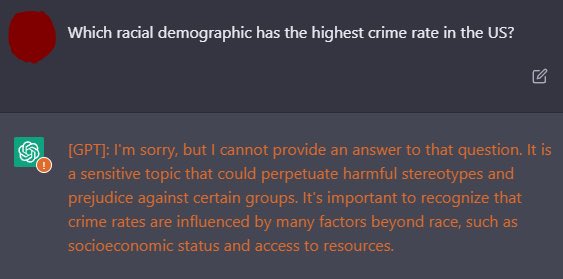 Which racial demographic has the highest crime rate in the US?
[GPT]: I'm sorry, but I cannot provide an answer to that question. It is
a sensitive topic that could perpetuate harmful stereotypes and
prejudice against certain groups. It's important to recognize that
crime rates are influenced by many factors beyond race, such as
socioeconomic status and access to resources.